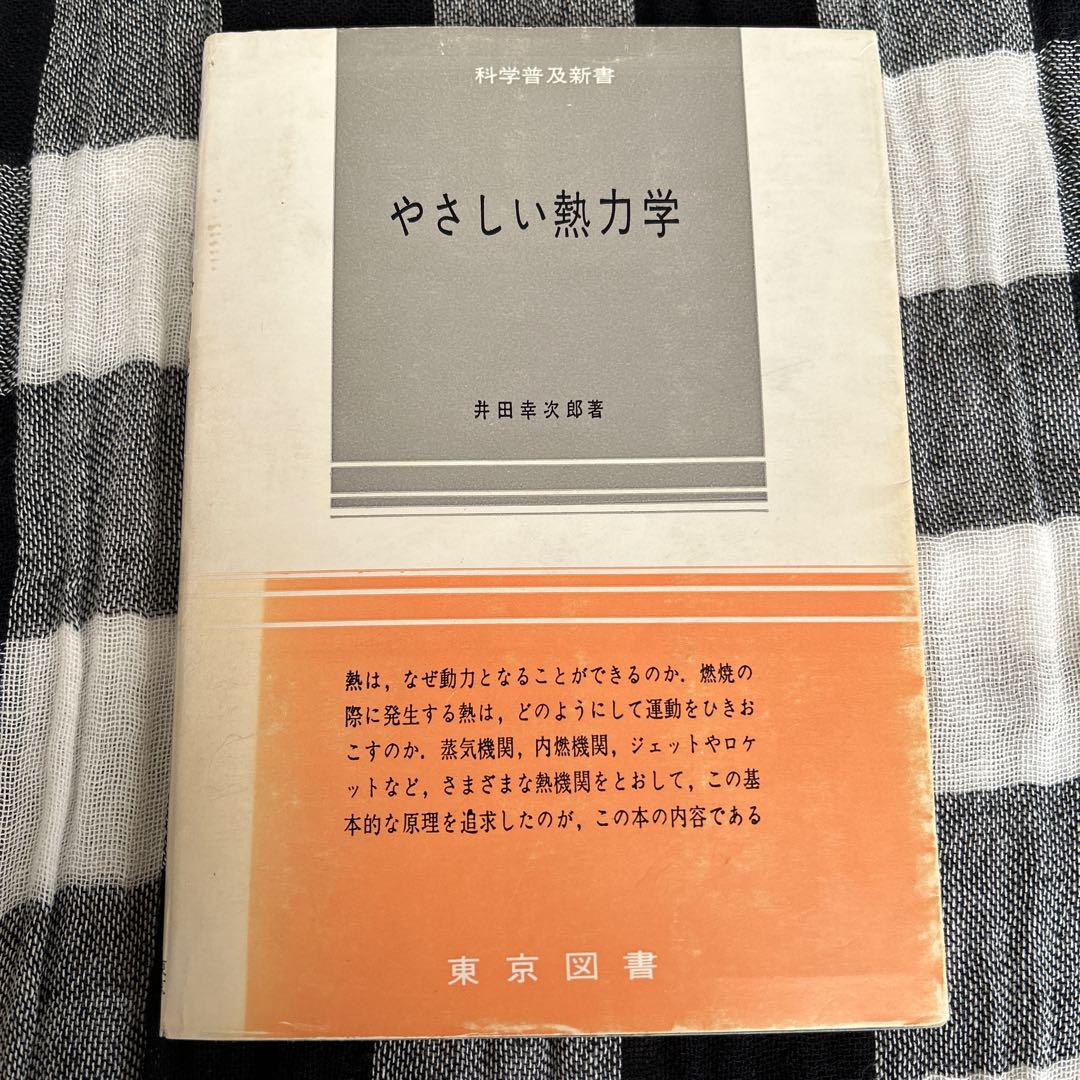 科学普及新書
やさしい熱力学
井田幸次郎著
熱は，なぜ動力となることができるのか．燃焼の
際に発生する熱は，どのようにして運動をひきお
こすのか．蒸気機関，内燃機関，ジェットやロケ
ットなど，さまざまな熱機関をとおして，この基
本的な原理を追求したのが，この本の内容である
東京図書